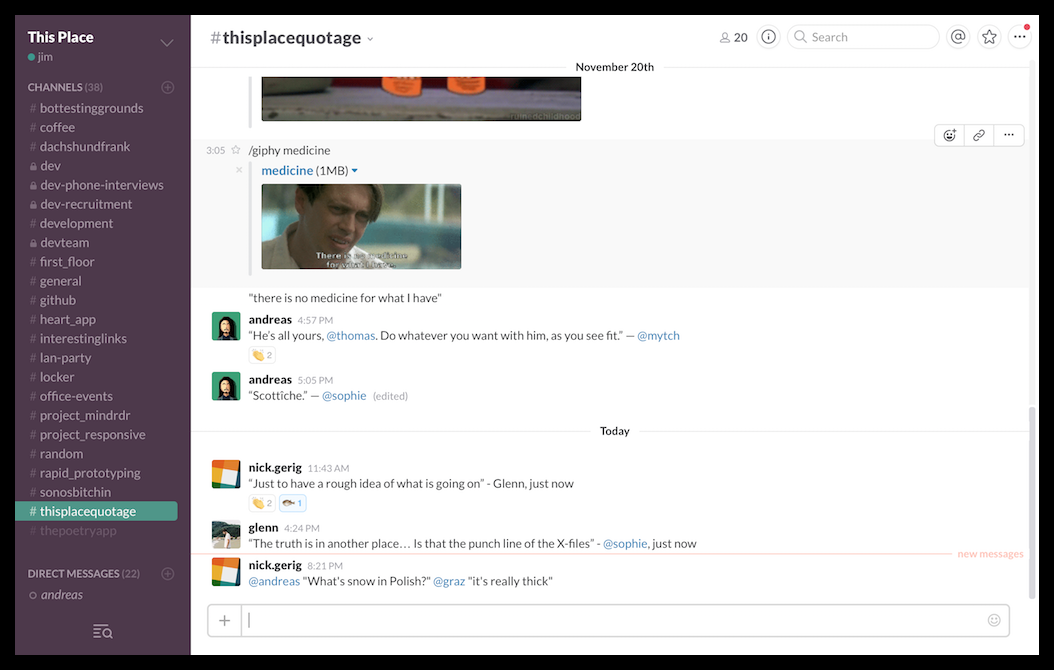 This Place
jim
CHANNELS (38)
# bottestinggrounds
# coffee
# dachshundfrank
dev
dev-phone-interviews
dev-recruitment
# development
devteam
# first_floor
# general
# github
# heart_app
# interestinglinks
# lan-party
# locker
# office-events
# project_mindrdr
# project_responsive
# random
# rapid_prototyping
# sonosbitchin
# thisplacequotage
# thepoetryapp
DIRECT MESSAGES (22)
andreas
#thisplacequotage
20
Search
November 20th
3:05 /giphy medicine
medicine (1MB)
There is no medicine
for what I have.
"there is no medicine for what I have"
andreas 4:57 PM
“He's all yours, @thomas. Do whatever you want with him, as you see fit.” — @mytch
2
andreas 5:05 PM
“Scottîche.” — @sophie (edited)
Today
nick.gerig 11:43 AM
“Just to have a rough idea of what is going on” - Glenn, just now
2 1
glenn 4:24 PM
“The truth is in another place… Is that the punch line of the X-files” - @sophie, just now
new messages
nick.gerig 8:21 PM
@andreas "What's snow in Polish?" @graz “it's really thick”